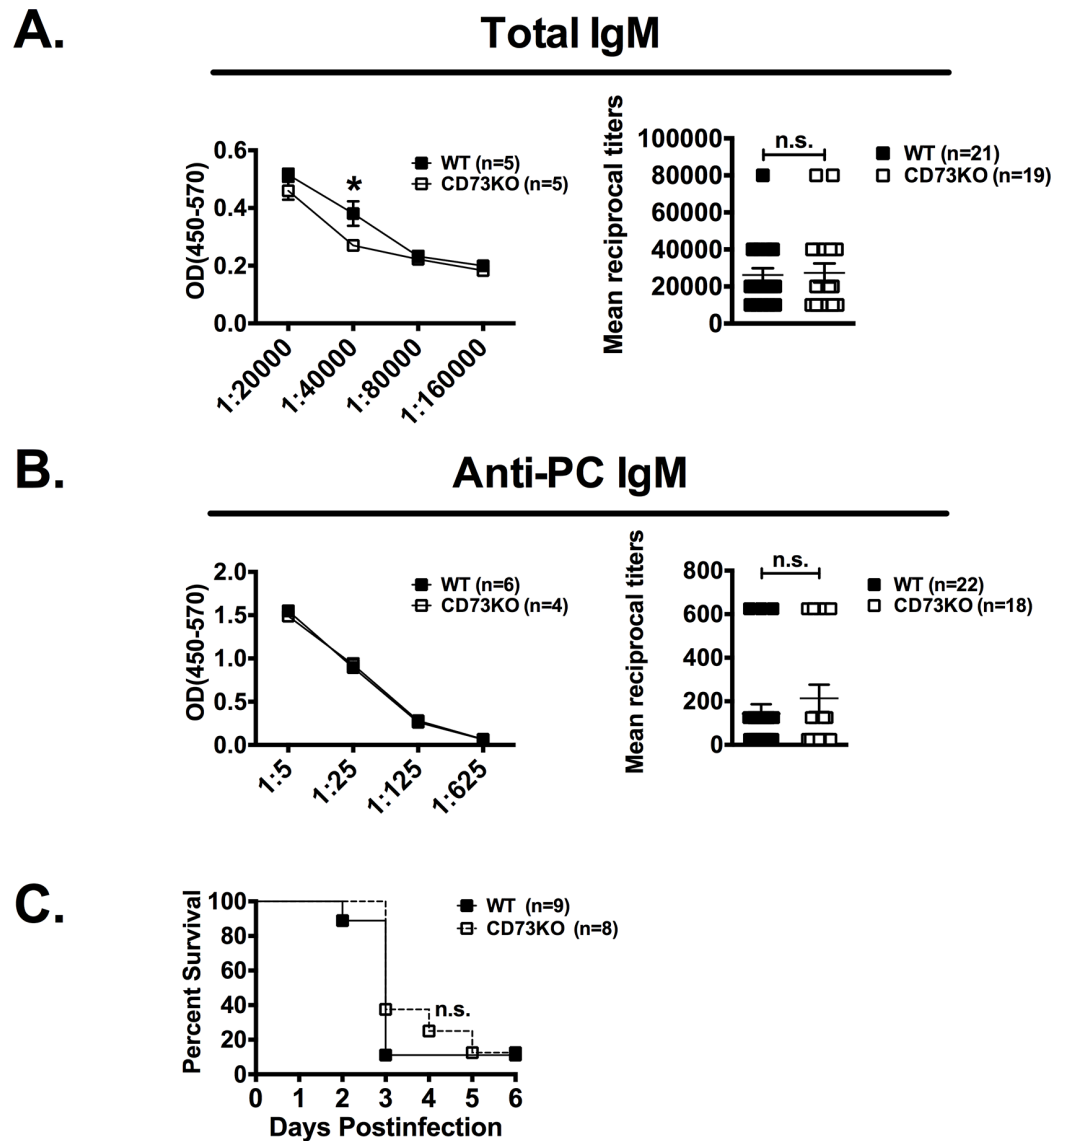 A.
Total IgM
OD(450-570)
0.6
0.4
0.2
0.0
WT (n=5)
CD73KO (n=5)
*
1:20000
1:40000
1:80000
1:160000
Mean reciprocal titers
100000
80000
60000
40000
20000
0
n.s.
WT (n=21)
CD73KO (n=19)
B.
Anti-PC IgM
OD(450-570)
2.0
1.5
1.0
0.5
0.0
WT (n=6)
CD73KO (n=4)
1:5
1:25
1:125
1:625
Mean reciprocal titers
800
600
400
200
0
n.s.
WT (n=22)
CD73KO (n=18)
C.
Percent Survival
100
80
60
40
20
0
WT (n=9)
CD73KO (n=8)
n.s.
0 1 2 3 4 5 6
Days Postinfection